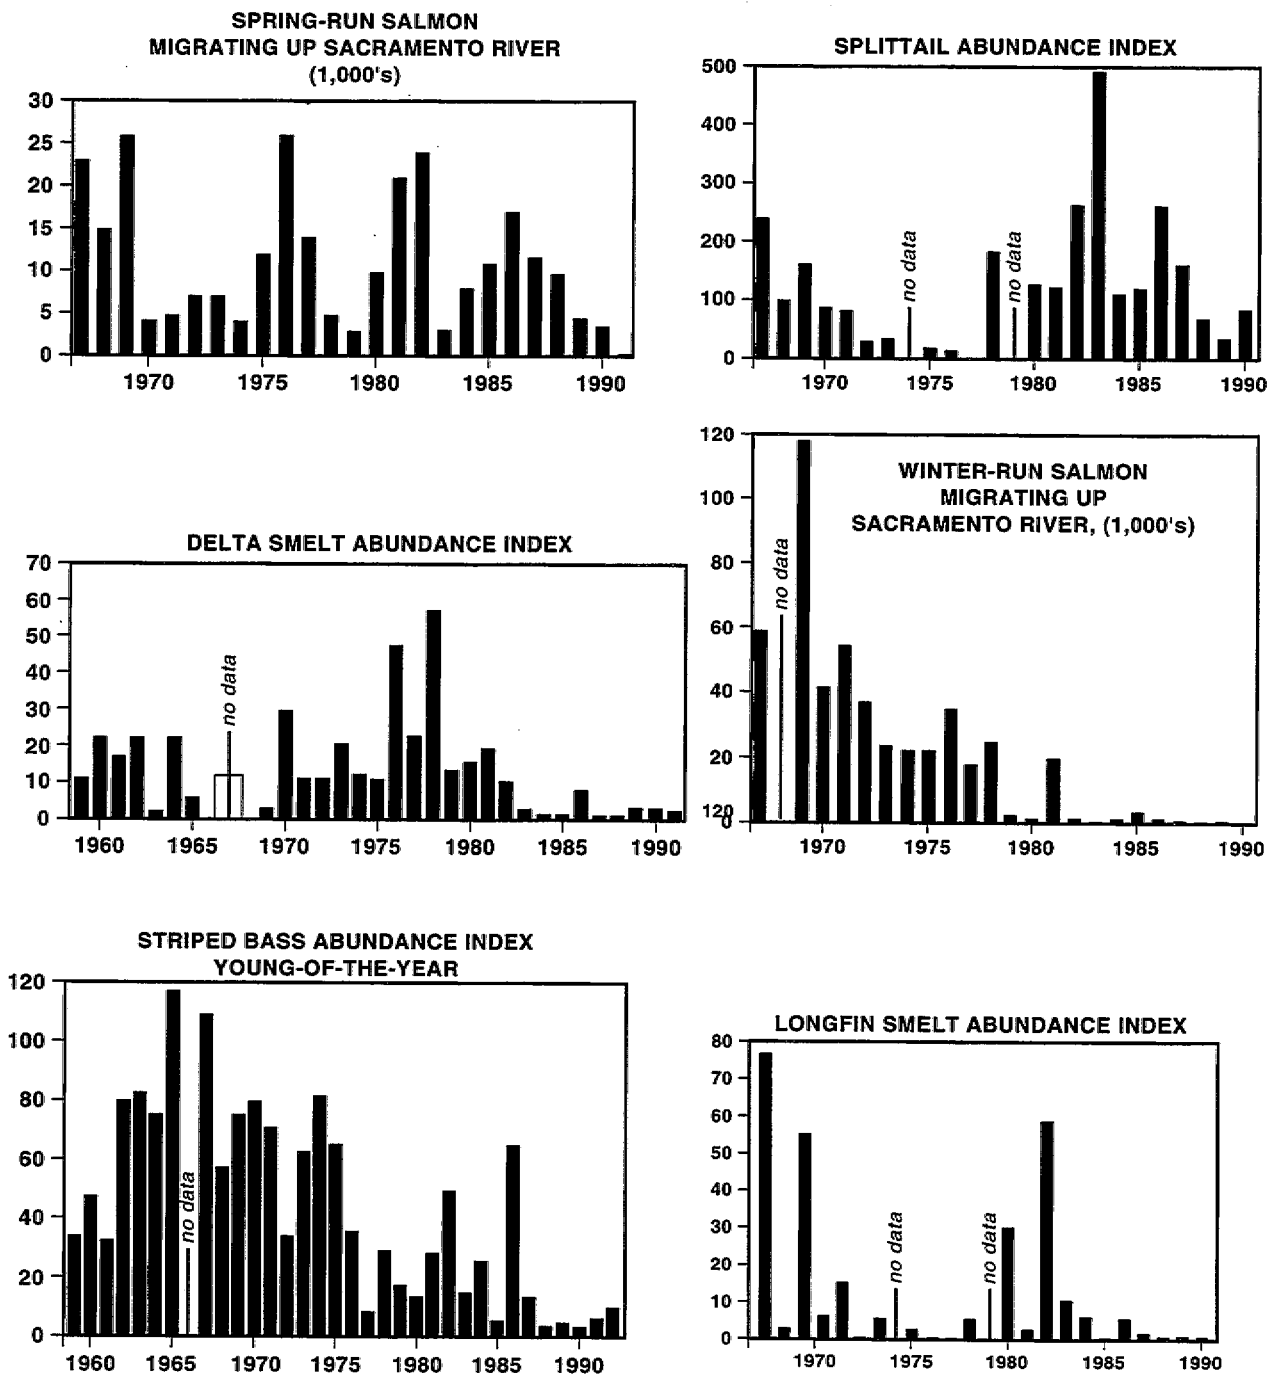 SPRING-RUN SALMON
MIGRATING UP SACRAMENTO RIVER
(1,000's)
30
25
20
15
10
5
0
1970 1975 1980 1985 1990
SPLITTAIL ABUNDANCE INDEX
500
400
300
200
100
0
no data
no data
1970 1975 1980 1985 1990
DELTA SMELT ABUNDANCE INDEX
70
60
50
40
30
20
10
0
no data
1960 1965 1970 1975 1980 1985 1990
WINTER-RUN SALMON
MIGRATING UP
SACRAMENTO RIVER, (1,000's)
120
100
80
60
40
20
120
0
no data
1970 1975 1980 1985 1990
STRIPED BASS ABUNDANCE INDEX
YOUNG-OF-THE-YEAR
120
100
80
60
40
20
0
no data
1960 1965 1970 1975 1980 1985 1990
LONGFIN SMELT ABUNDANCE INDEX
80
70
60
50
40
30
20
10
0
no data
no data
1970 1975 1980 1985 1990